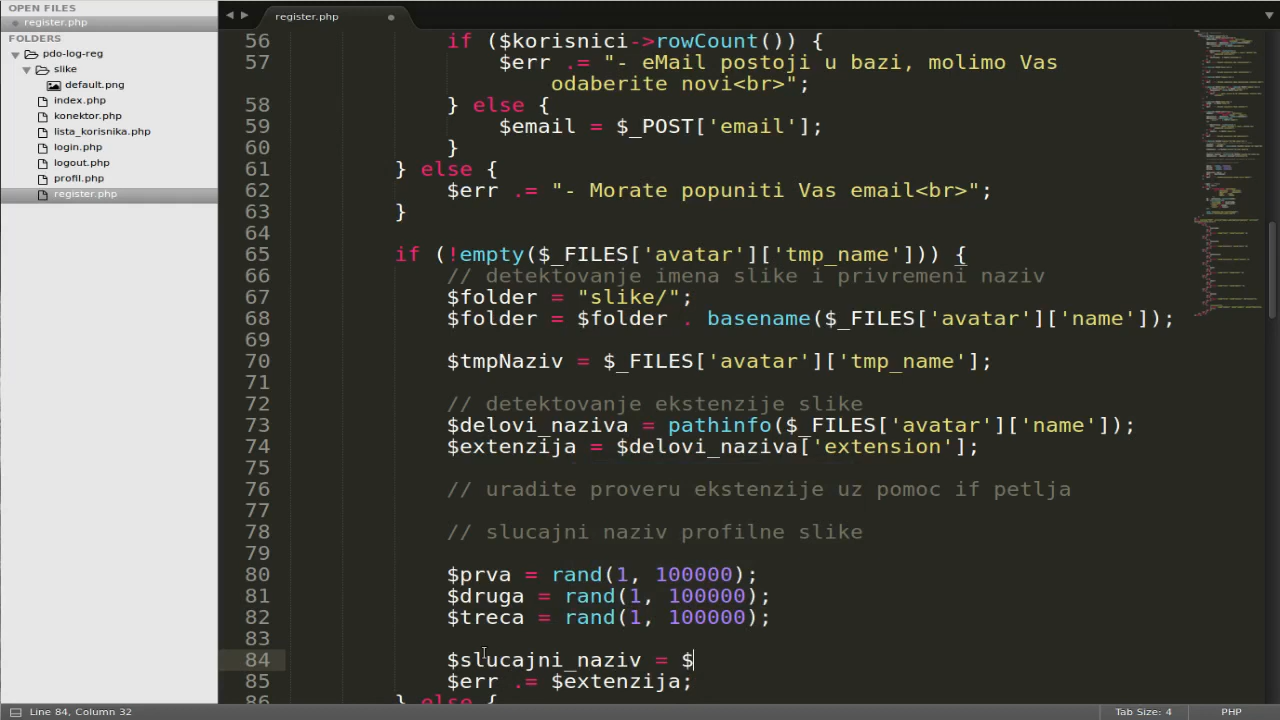 OPEN FILES
register.php
FOLDERS
pdo-log-reg
slike
default.png
index.php
konektor.php
lista_korisnika.php
login.php
logout.php
profil.php
register.php
register.php
56 if ($korisnici->rowCount()) {
57 $err .= "- eMail postoji u bazi, molimo Vas
odaberite novi<br>";
58 } else {
59 $email = $_POST['email'];
60 }
61 } else {
62 $err .= "- Morate popuniti Vas email<br>";
63 }
64
65 if (!empty($_FILES['avatar']['tmp_name'])) {
66 // detektovanje imena slike i privremeni naziv
67 $folder = "slike/";
68 $folder = $folder . basename($_FILES['avatar']['name']);
69
70 $tmpNaziv = $_FILES['avatar']['tmp_name'];
71
72 // detektovanje ekstenzije slike
73 $delovi_naziva = pathinfo($_FILES['avatar']['name']);
74 $extenzija = $delovi_naziva['extension'];
75
76 // uradite proveru ekstenzije uz pomoc if petlja
77
78 // slucajni naziv profilne slike
79
80 $prva = rand(1, 100000);
81 $druga = rand(1, 100000);
82 $treca = rand(1, 100000);
83
84 $slucajni_naziv = $
85 $err .= $extenzija;
86 } else {
Line 84, Column 32
Tab Size: 4
PHP